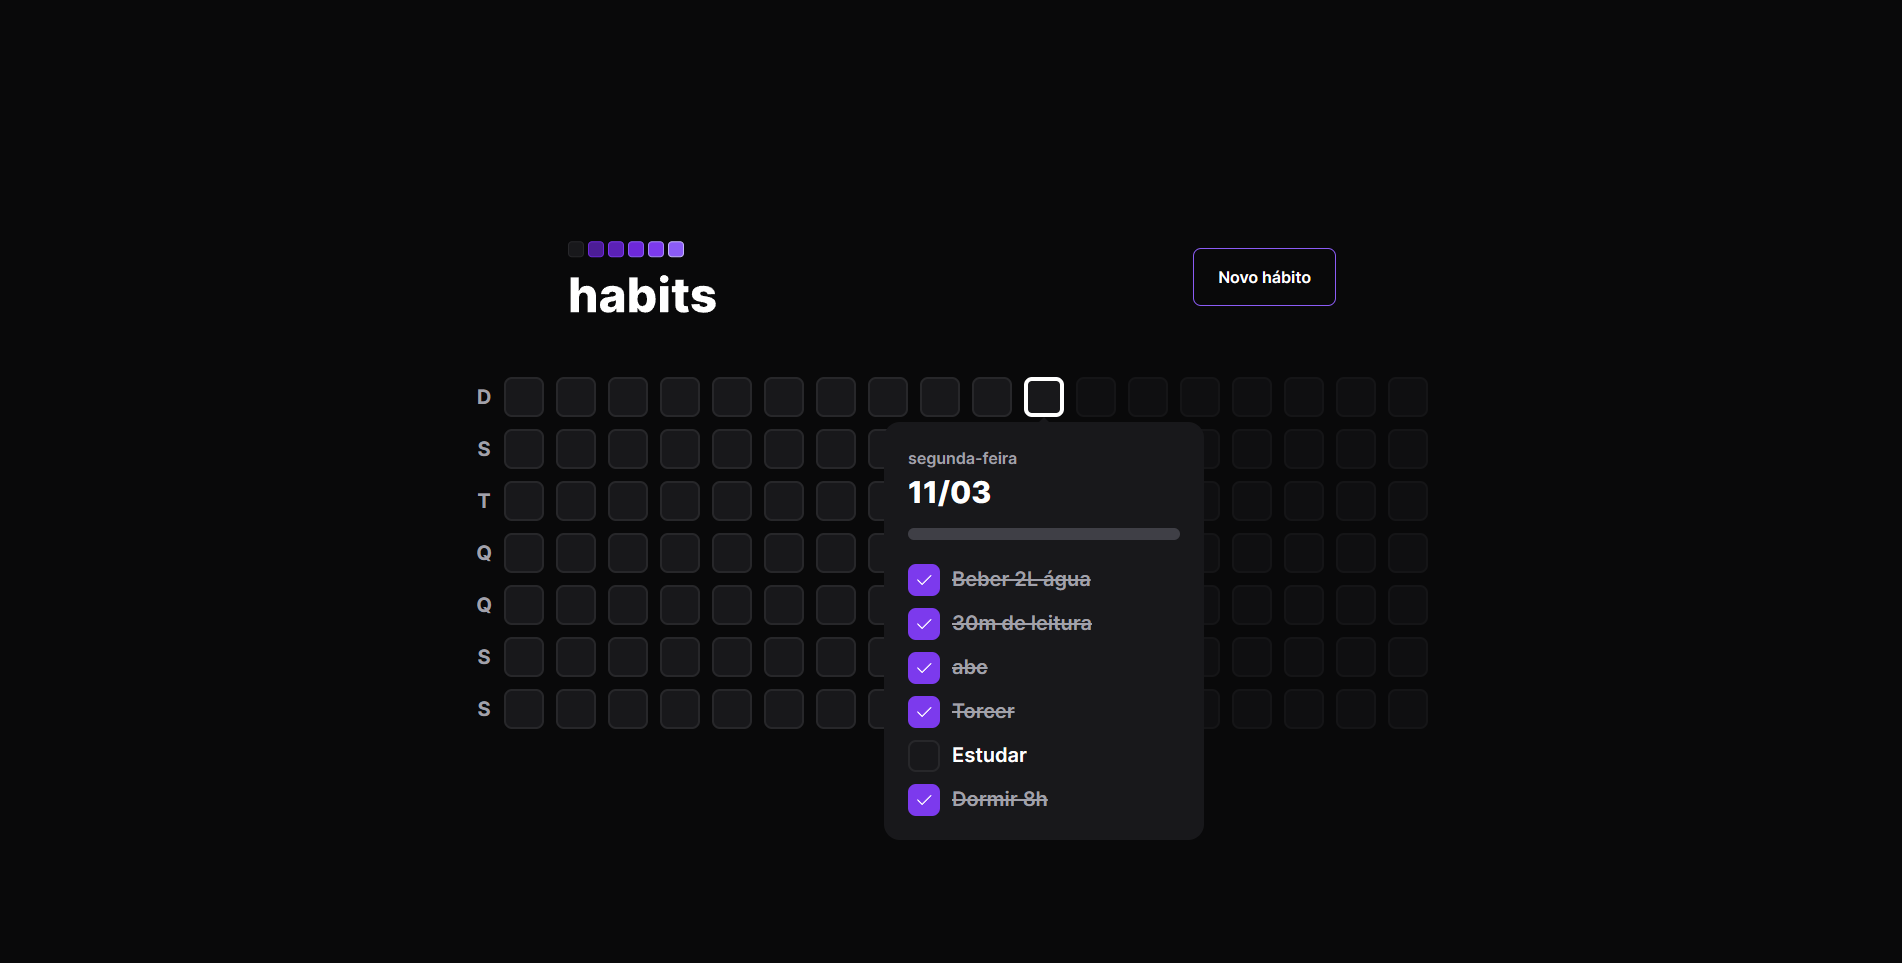 habits
Novo hábito
D
S
T
Q
Q
S
S
segunda-feira
11/03
Beber 2L água
30m de leitura
abc
Torcer
Estudar
Dormir 8h